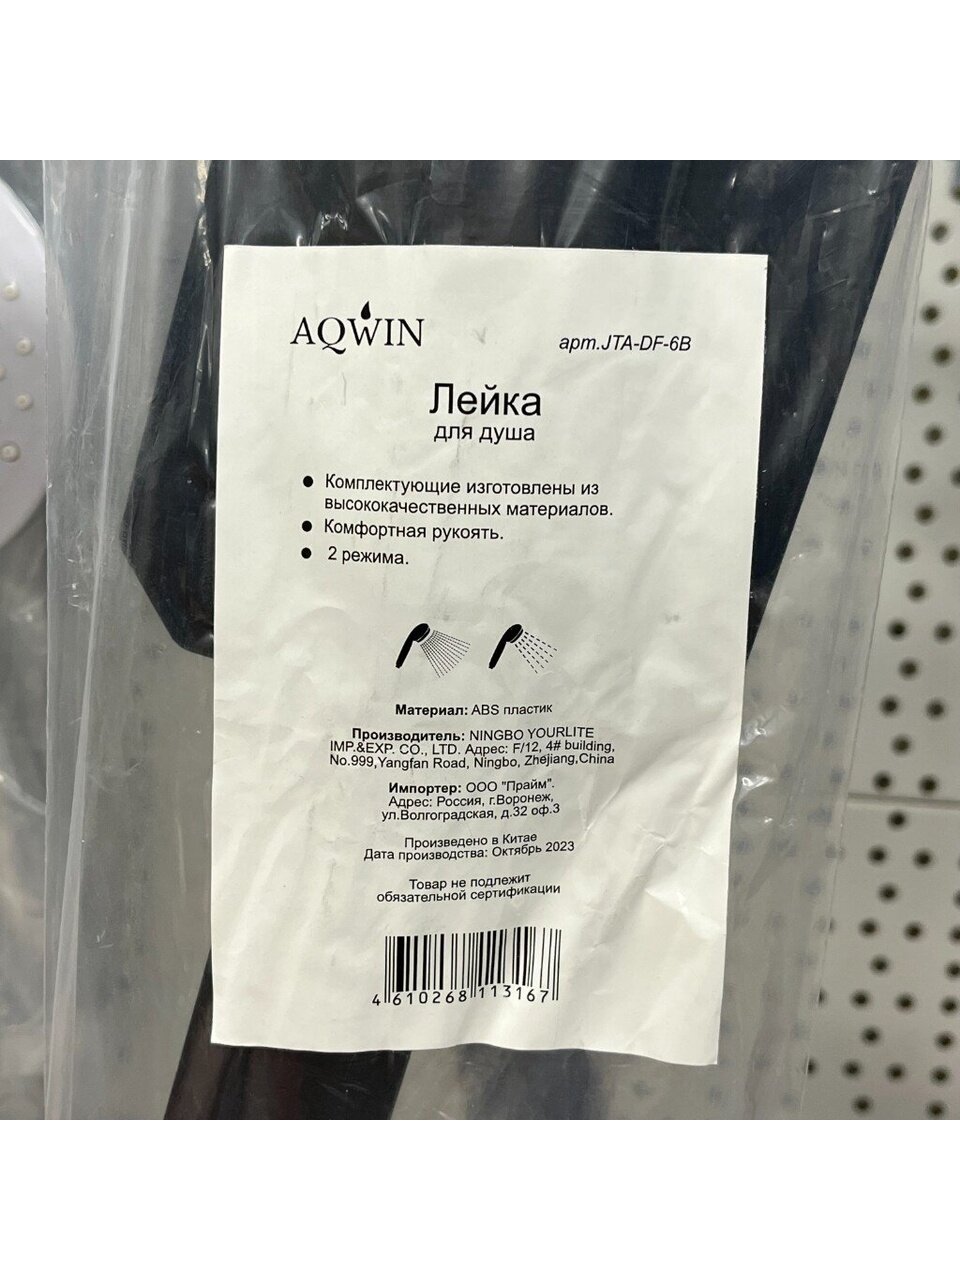 AQWIN
арт.JTA-DF-6B
Лейка
для душа
● Комплектующие изготовлены из
высококачественных материалов.
● Комфортная рукоять.
● 2 режима.
Материал: ABS пластик
Производитель: NINGBO YOURLITE
IMP.&EXP. CO., LTD. Адрес: F/12, 4# building,
No.999,Yangfan Road, Ningbo, Zhejiang,China
Импортер: ООО "Прайм".
Адрес: Россия, г.Воронеж,
ул.Волгоградская, д.32 оф.3
Произведено в Китае
Дата производства: Октябрь 2023
Товар не подлежит
обязательной сертификации
4 610268 113167